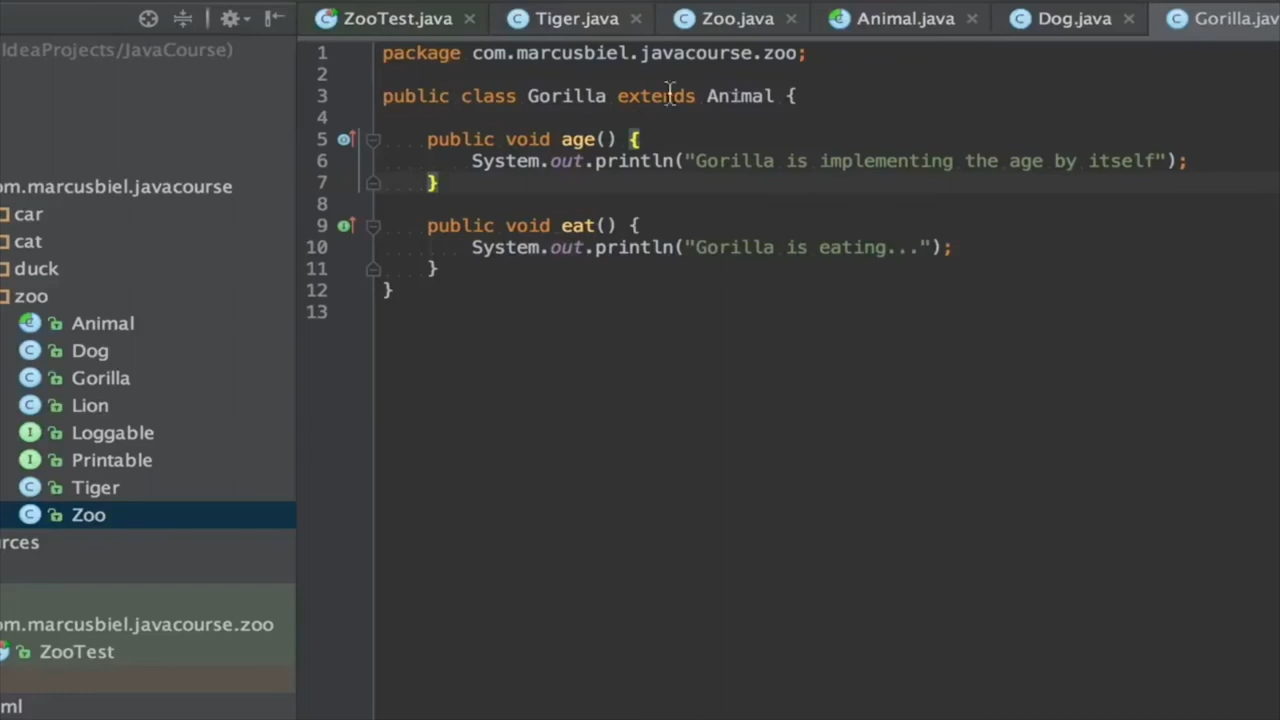 ZooTest.java
Tiger.java
Zoo.java
Animal.java
Dog.java
Gorilla.jav
IdeaProjects/JavaCourse)
om.marcusbiel.javacourse
car
cat
duck
zoo
Animal
Dog
Gorilla
Lion
Loggable
Printable
Tiger
Zoo
urces
om.marcusbiel.javacourse.zoo
ZooTest
ml
1 package com.marcusbiel.javacourse.zoo;
2
3 public class Gorilla extends Animal {
4
5 public void age() {
6 System.out.println("Gorilla is implementing the age by itself");
7 }
8
9 public void eat() {
10 System.out.println("Gorilla is eating...");
11 }
12 }
13